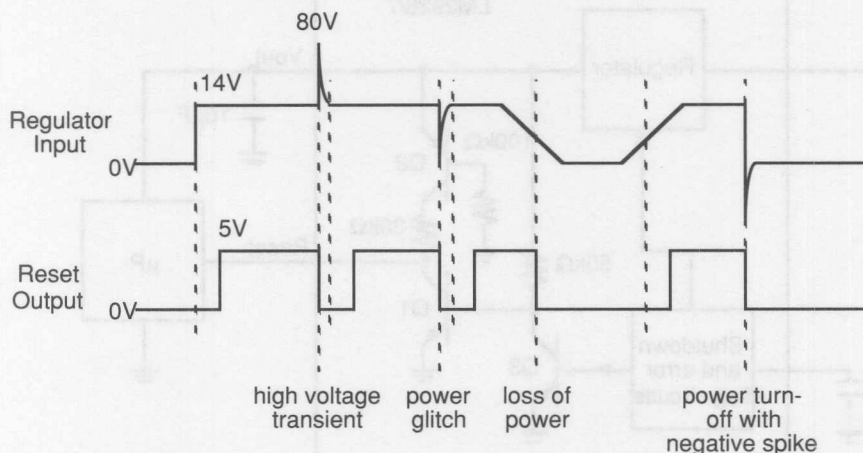 80V
14V
Regulator
Input
0V
5V
Reset
Output
0V
high voltage
transient
power
glitch
loss of
power
power turn-
off with
negative spike